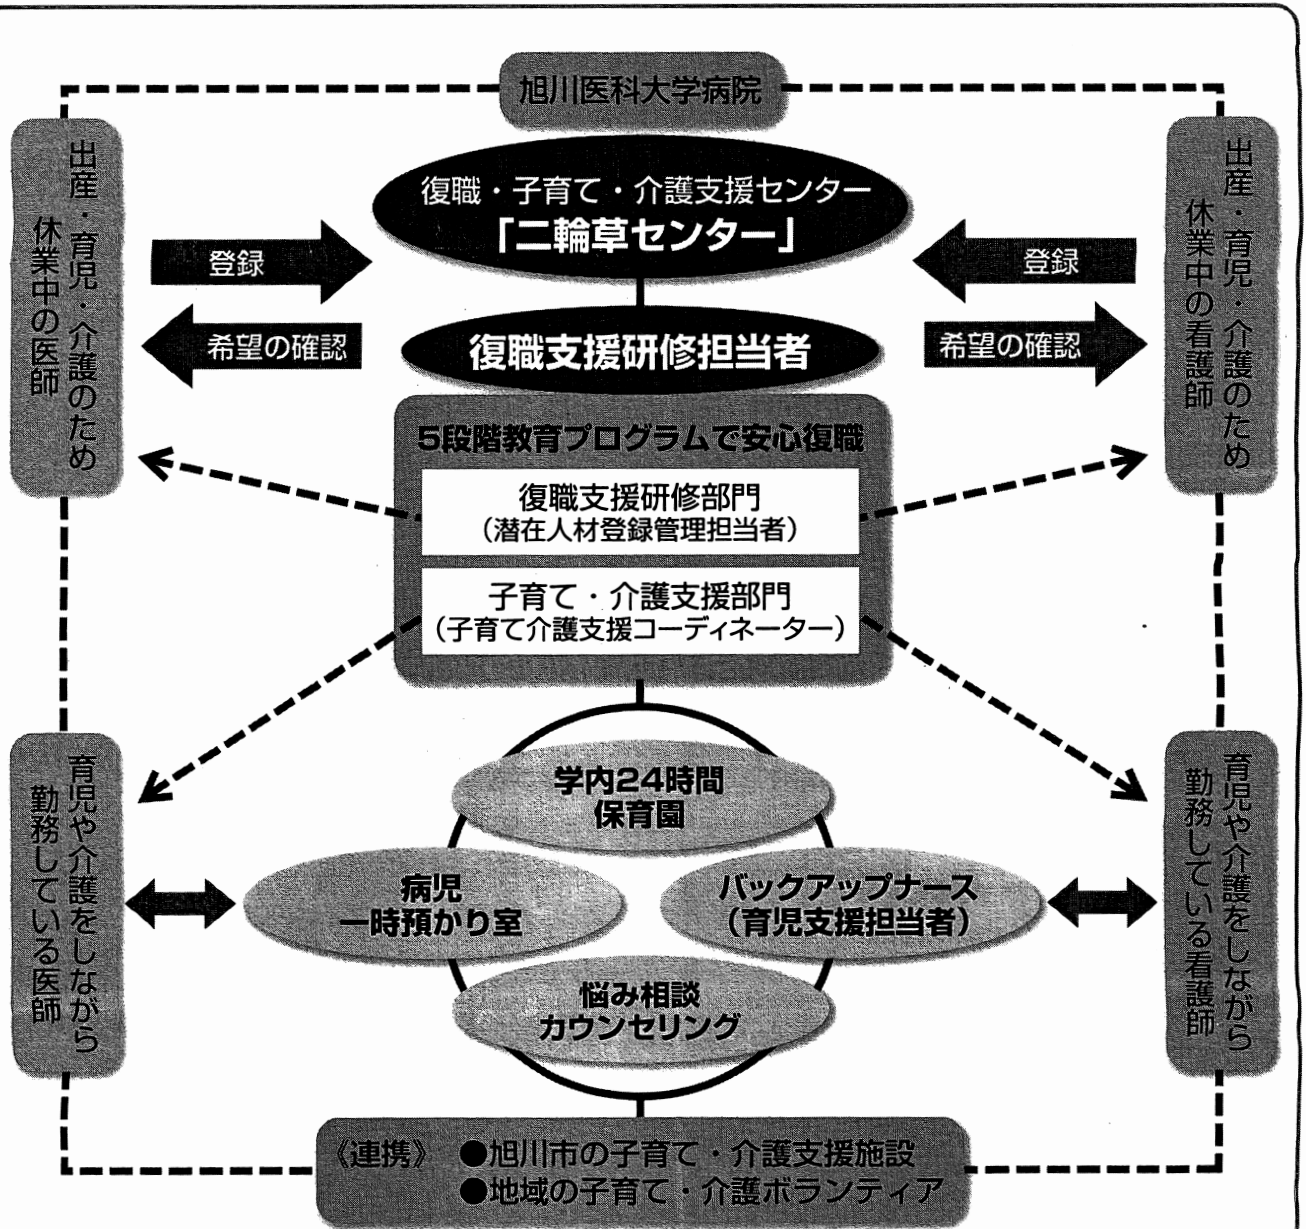 旭川医科大学病院
復職・子育て・介護支援センター
「二輪草センター」
復職支援研修担当者
出産・育児・介護のため
休業中の医師
登録
希望の確認
出産・育児・介護のため
休業中の看護師
登録
希望の確認
5段階教育プログラムで安心復職
復職支援研修部門
（潜在人材登録管理担当者）
子育て・介護支援部門
（子育て介護支援コーディネーター）
育児や介護をしながら
勤務している医師
学内24時間
保育園
病児
一時預かり室
バックアップナース
（育児支援担当者）
悩み相談
カウンセリング
育児や介護をしながら
勤務している看護師
《連携》 ●旭川市の子育て・介護支援施設
●地域の子育て・介護ボランティア